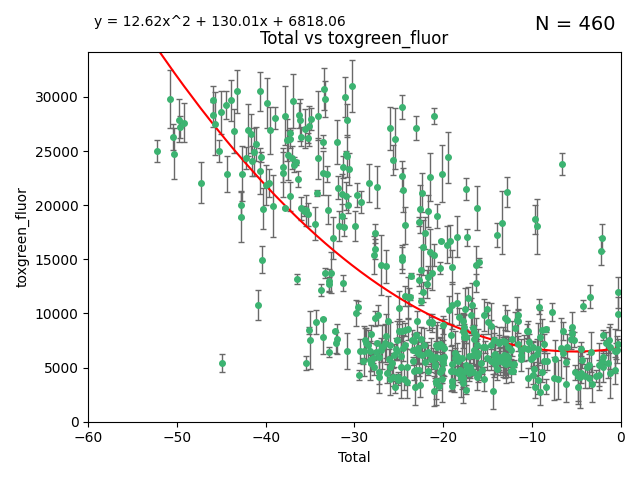 y = 12.62x^2 + 130.01x + 6818.06
N = 460
Total vs toxgreen_fluor
toxgreen_fluor
30000
25000
20000
15000
10000
5000
0
−60
−50
−40
−30
−20
−10
0
Total